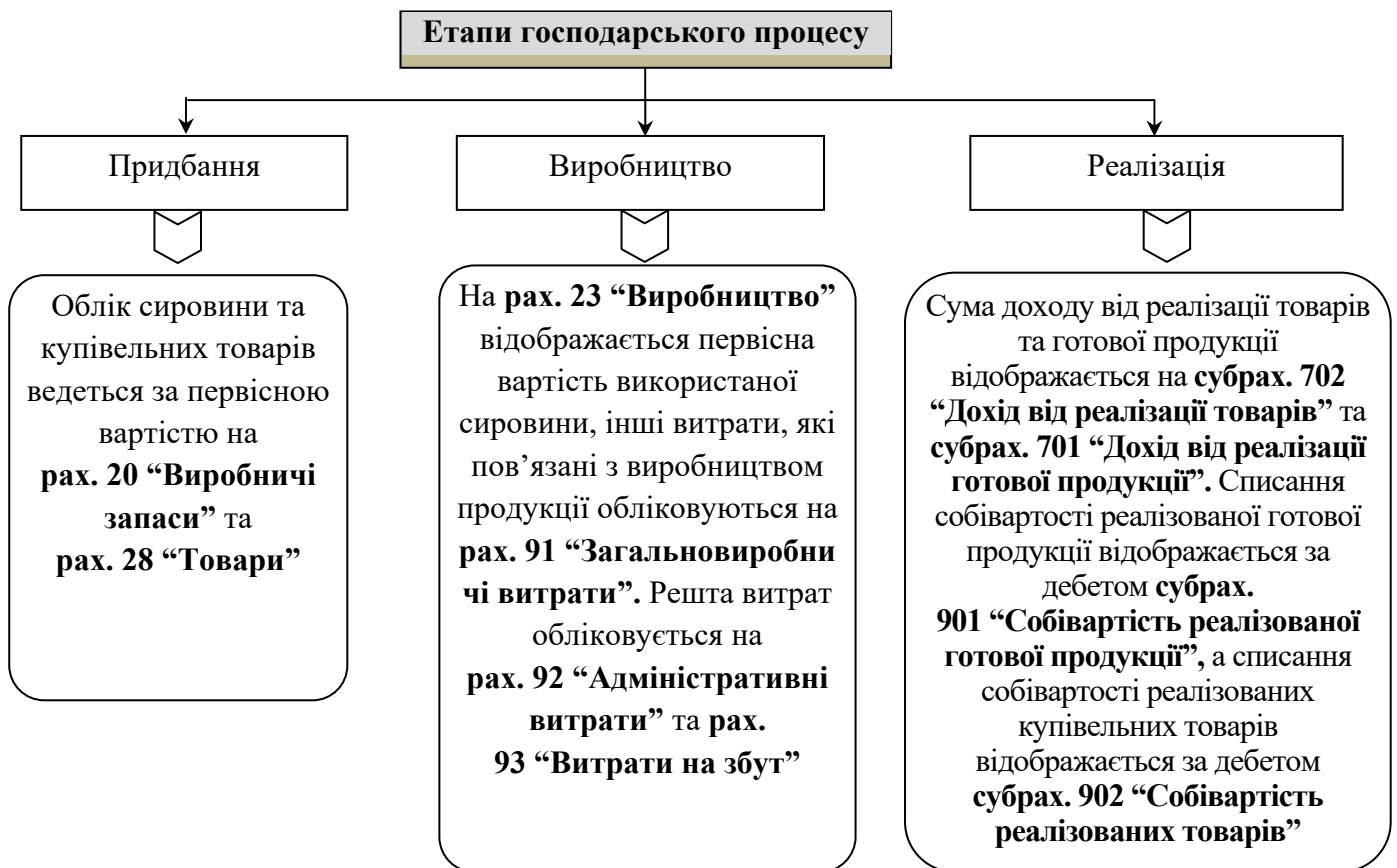 Етапи господарського процесу
Придбання
Виробництво
Реалізація
Облік сировини та
купівельних товарів
ведеться за первісною
вартістю на
рах. 20 “Виробничі
запаси” та
рах. 28 “Товари”
На рах. 23 “Виробництво”
відображається первісна
вартість використаної
сировини, інші витрати, які
пов’язані з виробництвом
продукції обліковуються на
рах. 91 “Загальновиробни
чі витрати”. Решта витрат
обліковується на
рах. 92 “Адміністративні
витрати” та рах.
93 “Витрати на збут”
Сума доходу від реалізації товарів
та готової продукції
відображається на субрах. 702
“Дохід від реалізації товарів” та
субрах. 701 “Дохід від реалізації
готової продукції”. Списання
собівартості реалізованої готової
продукції відображається за
дебетом субрах.
901 “Собівартість реалізованої
готової продукції”, а списання
собівартості реалізованих
купівельних товарів
відображається за дебетом
субрах. 902 “Собівартість
реалізованих товарів”